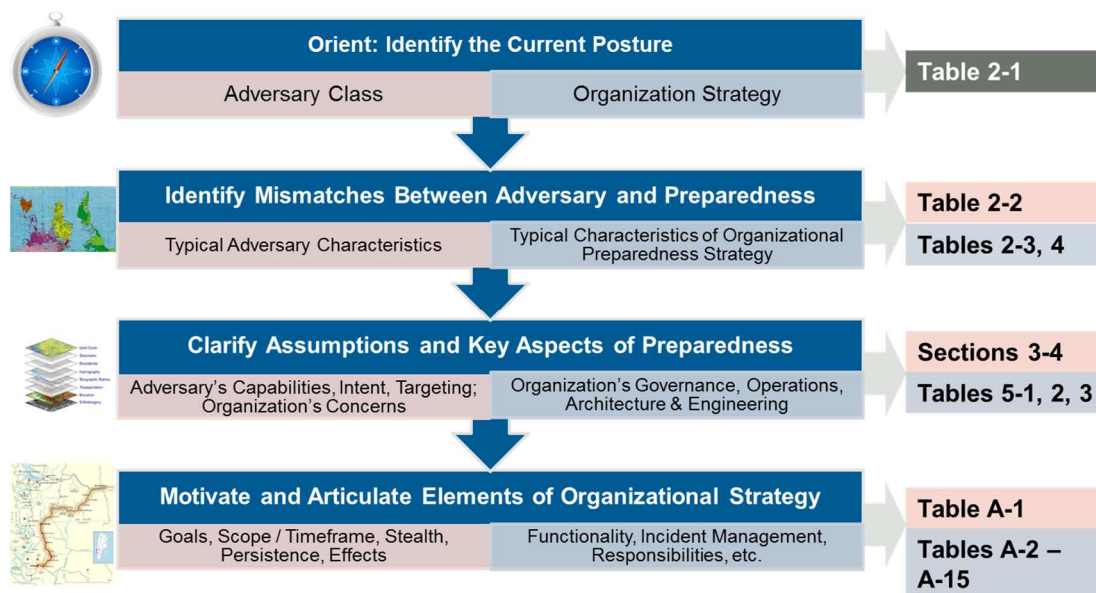 Orient: Identify the Current Posture
Adversary Class
Organization Strategy
Table 2-1
Identify Mismatches Between Adversary and Preparedness
Typical Adversary Characteristics
Typical Characteristics of Organizational
Preparedness Strategy
Table 2-2
Tables 2-3, 4
Clarify Assumptions and Key Aspects of Preparedness
Adversary's Capabilities, Intent, Targeting;
Organization's Concerns
Organization's Governance, Operations,
Architecture & Engineering
Sections 3-4
Tables 5-1, 2, 3
Motivate and Articulate Elements of Organizational Strategy
Goals, Scope / Timeframe, Stealth,
Persistence, Effects
Functionality, Incident Management,
Responsibilities, etc.
Table A-1
Tables A-2 –
A-15